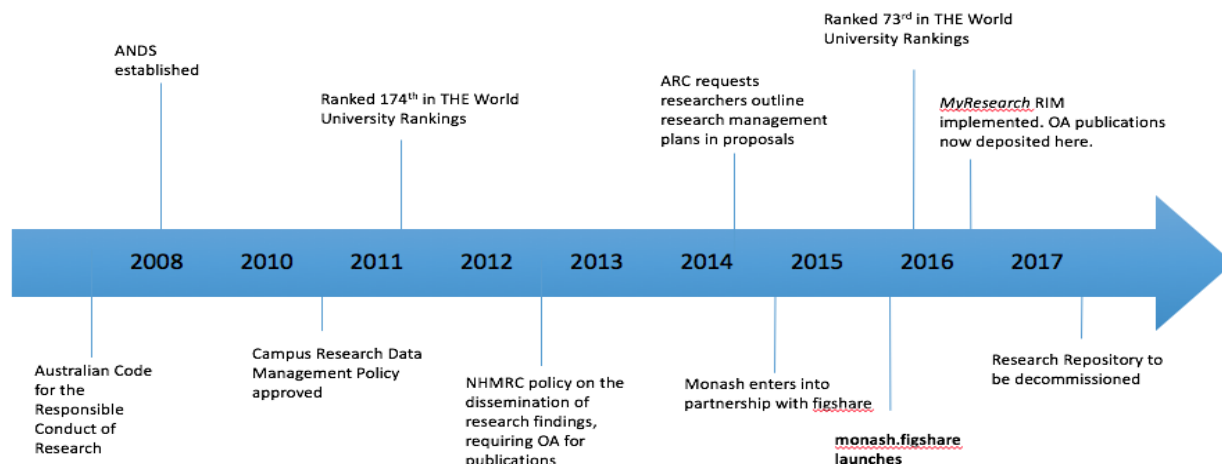 ANDS
established
Ranked 174th in THE World
University Rankings
ARC requests
researchers outline
research management
plans in proposals
Ranked 73rd in THE World
University Rankings
MyResearch RIM
implemented. OA publications
now deposited here.
2008 2010 2011 2012 2013 2014 2015 2016 2017
Australian Code
for the
Responsible
Conduct of
Research
Campus Research Data
Management Policy
approved
NHMRC policy on the
dissemination of
research findings,
requiring OA for
publications
Monash enters into
partnership with figshare
monash.figshare
launches
Research Repository to
be decommissioned